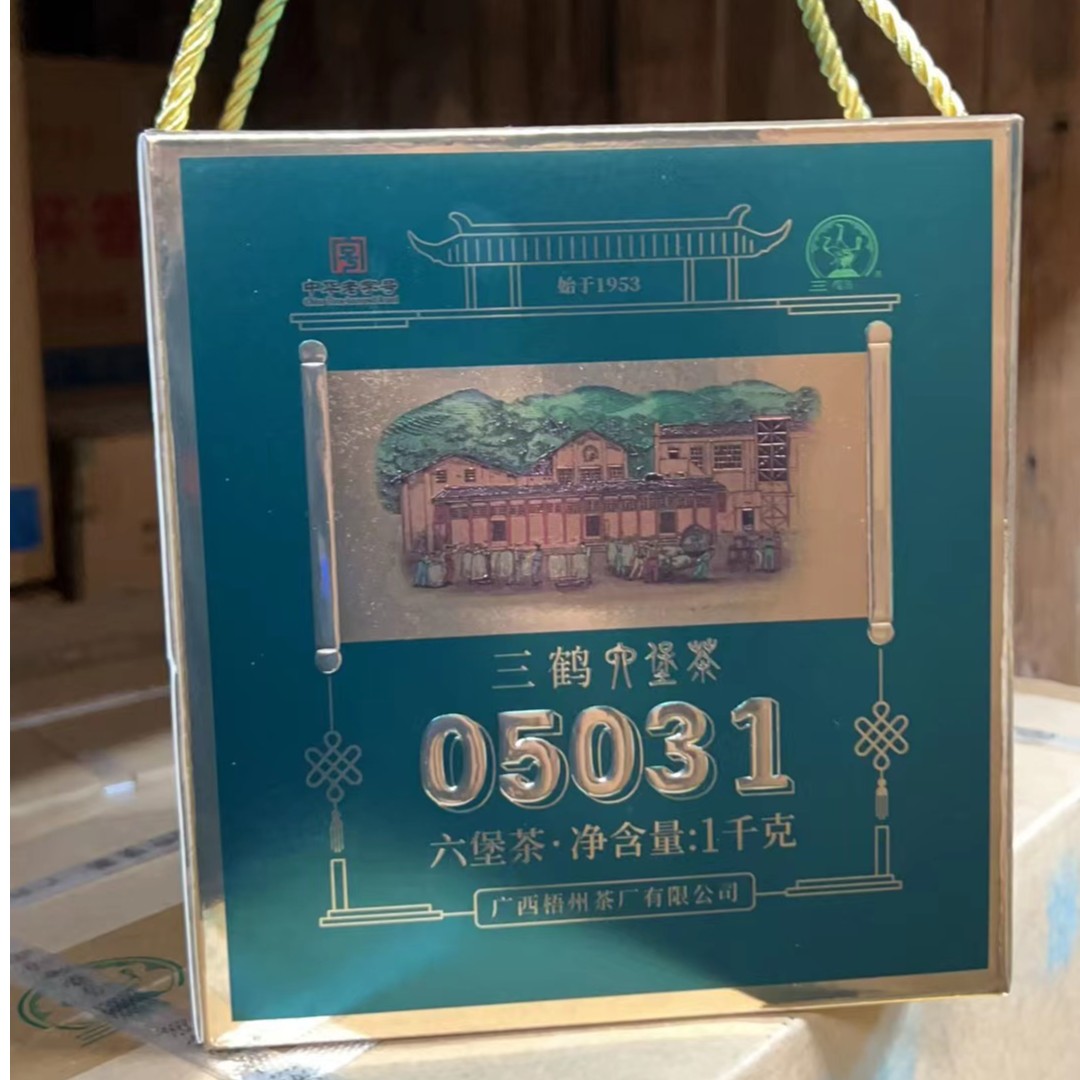 号
中华老字号
始于1953
三鹤
三鹤六堡茶
05031
六堡茶·净含量:1千克
广西梧州茶厂有限公司